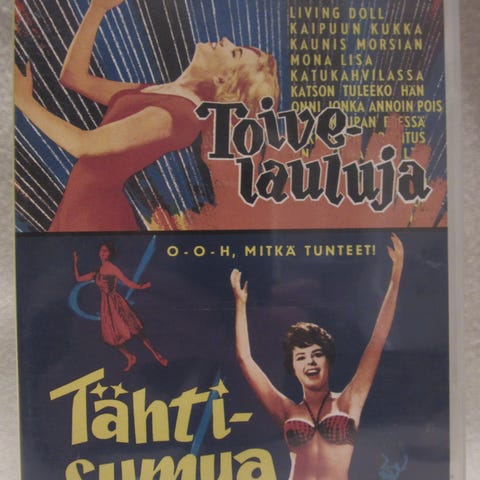 LIVING DOLL
KAIPUUN KUKKA
KAUNIS MORSIAN
MONA LISA
KATUKAHVILASSA
KATSON TULEEKO HÄN
ONNI JONKA ANNOIN POIS
Toive-
lauluja
O-O-H, MITKÄ TUNTEET!
Tähti-
sumua